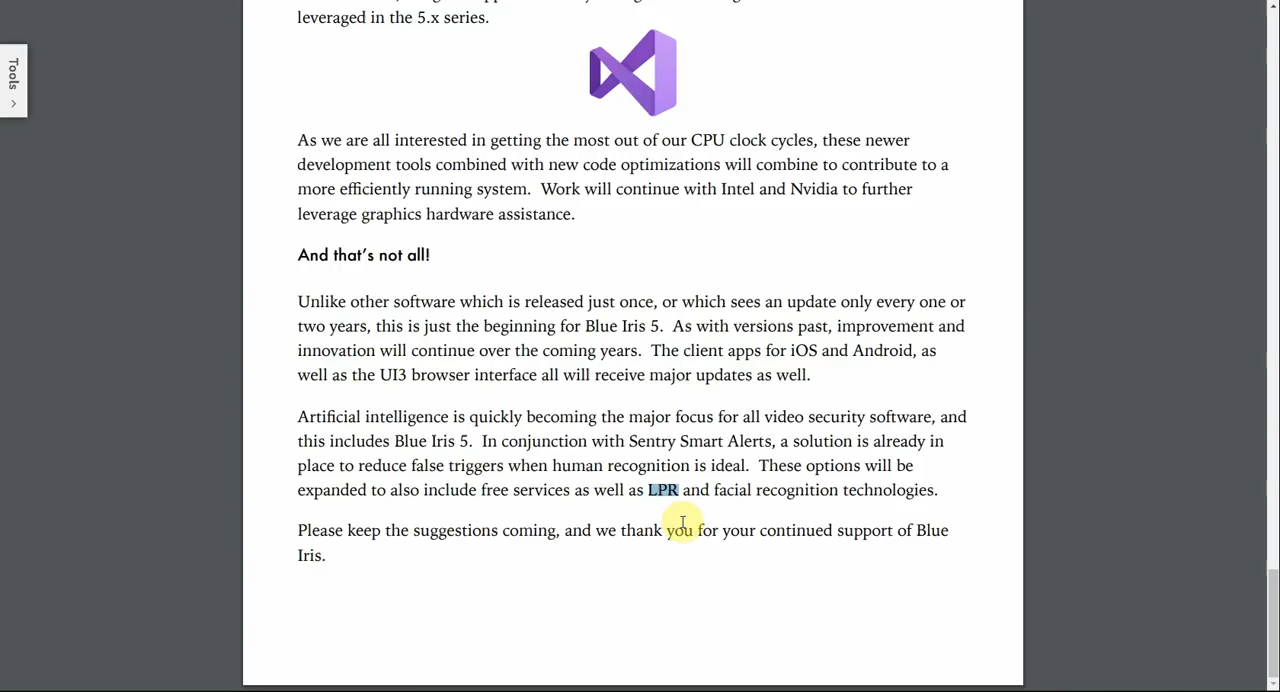 leveraged in the 5.x series.
Tools
As we are all interested in getting the most out of our CPU clock cycles, these newer
development tools combined with new code optimizations will combine to contribute to a
more efficiently running system.  Work will continue with Intel and Nvidia to further
leverage graphics hardware assistance.
And that's not all!
Unlike other software which is released just once, or which sees an update only every one or
two years, this is just the beginning for Blue Iris 5.  As with versions past, improvement and
innovation will continue over the coming years.  The client apps for iOS and Android, as
well as the UI3 browser interface all will receive major updates as well.
Artificial intelligence is quickly becoming the major focus for all video security software, and
this includes Blue Iris 5.  In conjunction with Sentry Smart Alerts, a solution is already in
place to reduce false triggers when human recognition is ideal.  These options will be
expanded to also include free services as well as LPR and facial recognition technologies.
Please keep the suggestions coming, and we thank you for your continued support of Blue
Iris.